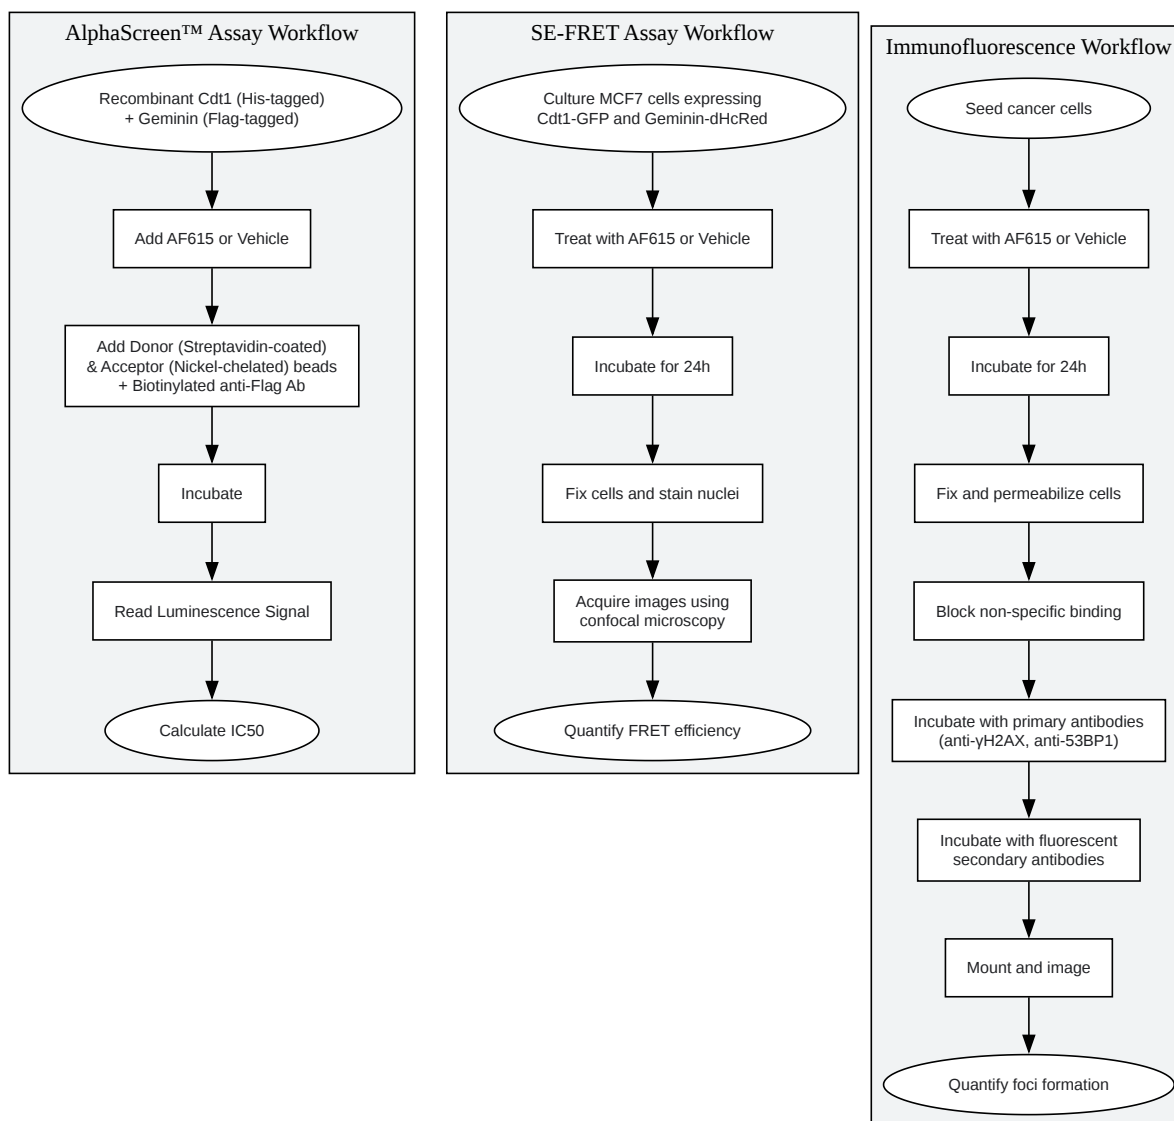 AlphaScreen™ Assay Workflow
Recombinant Cdt1 (His-tagged)
+ Geminin (Flag-tagged)
Add AF615 or Vehicle
Add Donor (Streptavidin-coated)
& Acceptor (Nickel-chelated) beads
+ Biotinylated anti-Flag Ab
Incubate
Read Luminescence Signal
Calculate IC50
SE-FRET Assay Workflow
Culture MCF7 cells expressing
Cdt1-GFP and Geminin-dHcRed
Treat with AF615 or Vehicle
Incubate for 24h
Fix cells and stain nuclei
Acquire images using
confocal microscopy
Quantify FRET efficiency
Immunofluorescence Workflow
Seed cancer cells
Treat with AF615 or Vehicle
Incubate for 24h
Fix and permeabilize cells
Block non-specific binding
Incubate with primary antibodies
(anti-γH2AX, anti-53BP1)
Incubate with fluorescent
secondary antibodies
Mount and image
Quantify foci formation